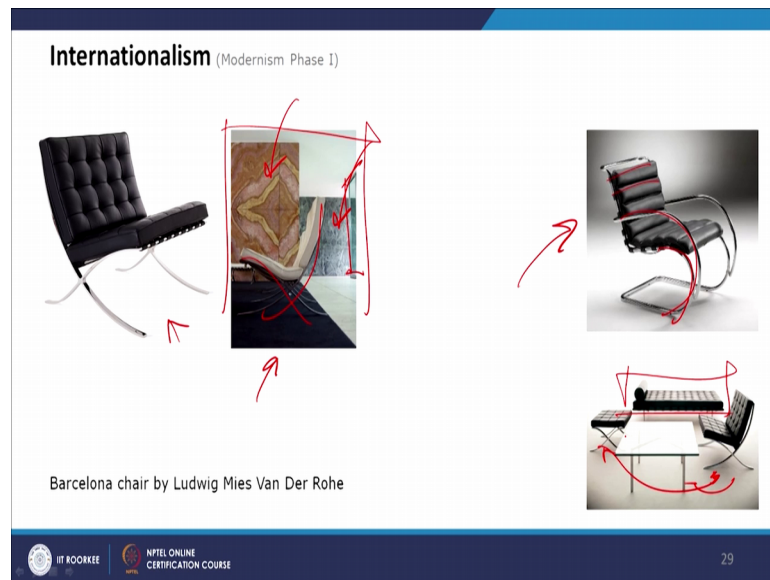 Internationalism (Modernism Phase I)
Barcelona chair by Ludwig Mies Van Der Rohe
IIT ROORKEE
NPTEL ONLINE
CERTIFICATION COURSE
29